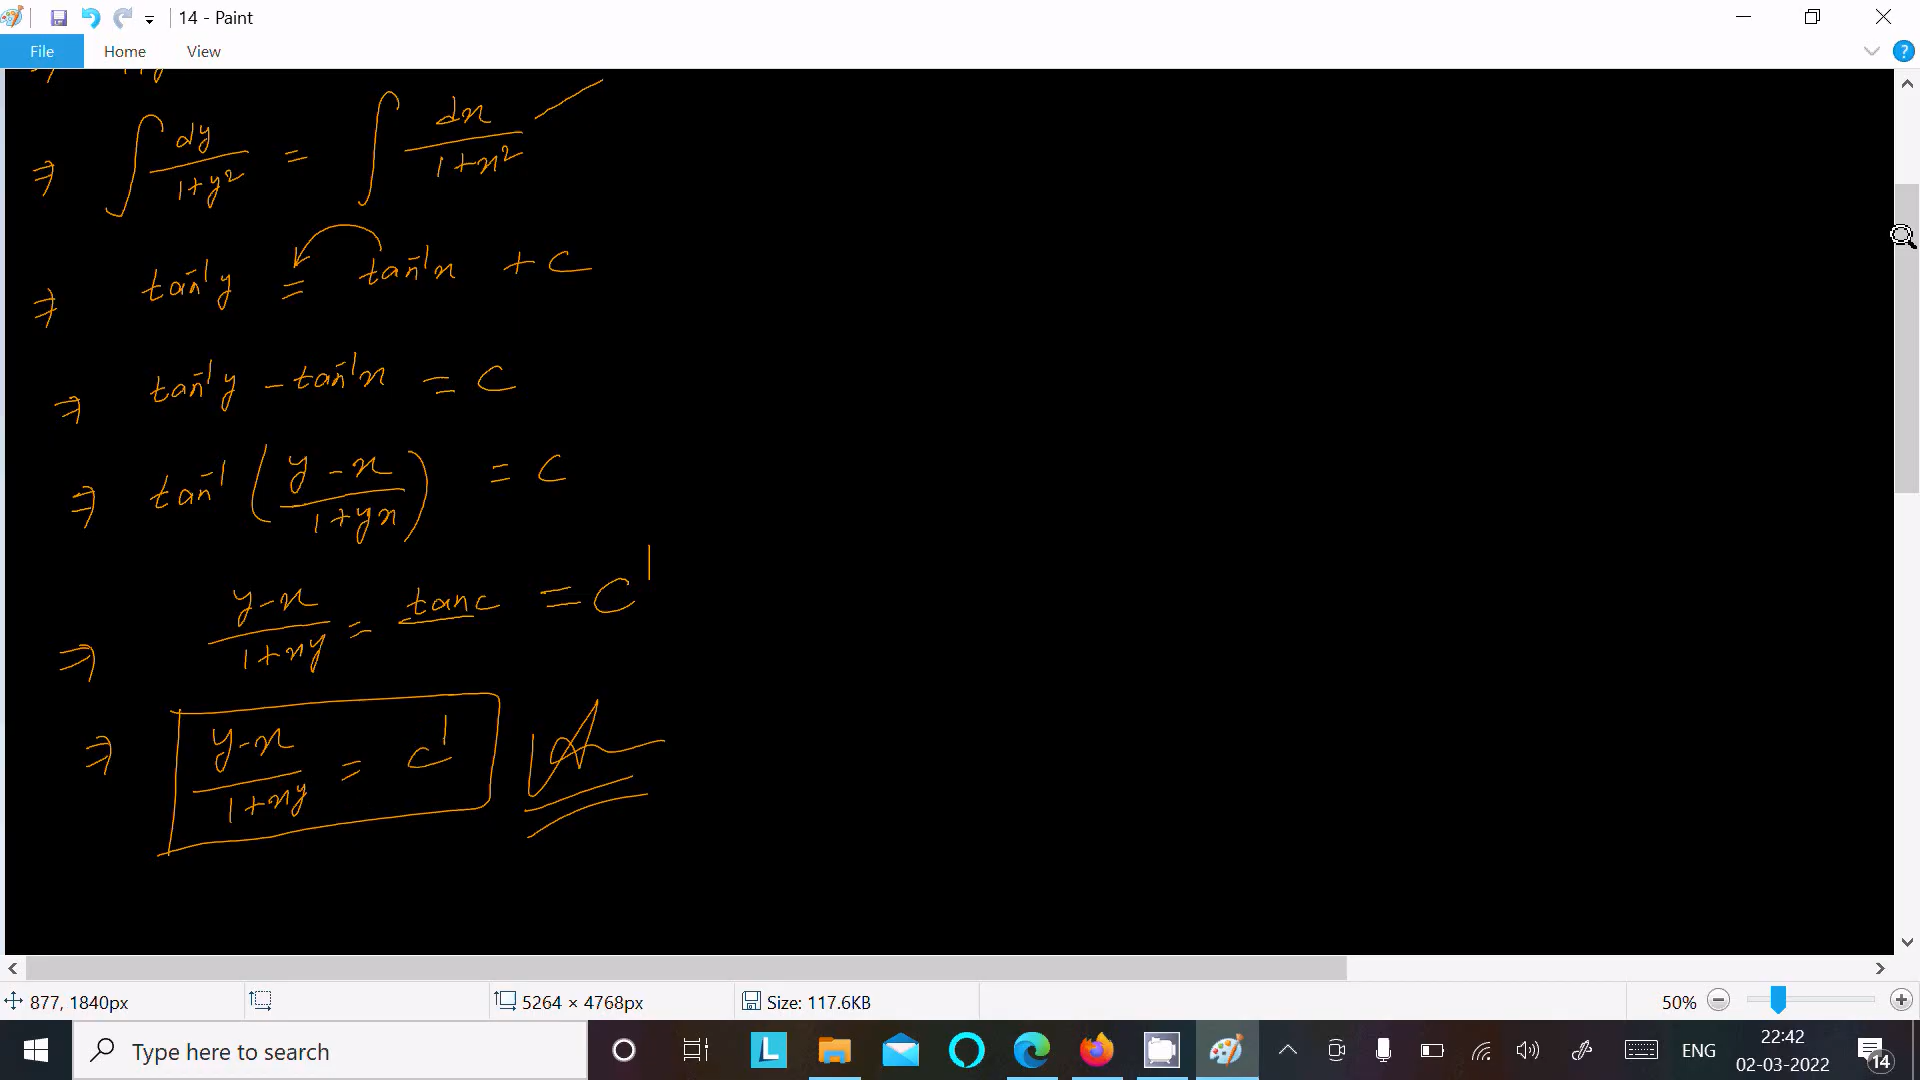 14 - Paint
File Home View
⇒ ∫ dy/(1+y²) = ∫ dx/(1+x²)
⇒ tan⁻¹y = tan⁻¹x + C
⇒ tan⁻¹y - tan⁻¹x = C
⇒ tan⁻¹((y-x)/(1+yx)) = C
⇒ (y-x)/(1+xy) = tanc = C'
⇒ (y-x)/(1+xy) = C'
877, 1840px 5264 × 4768px Size: 117.6KB 50%
Type here to search L ENG 22:42
02-03-2022 14